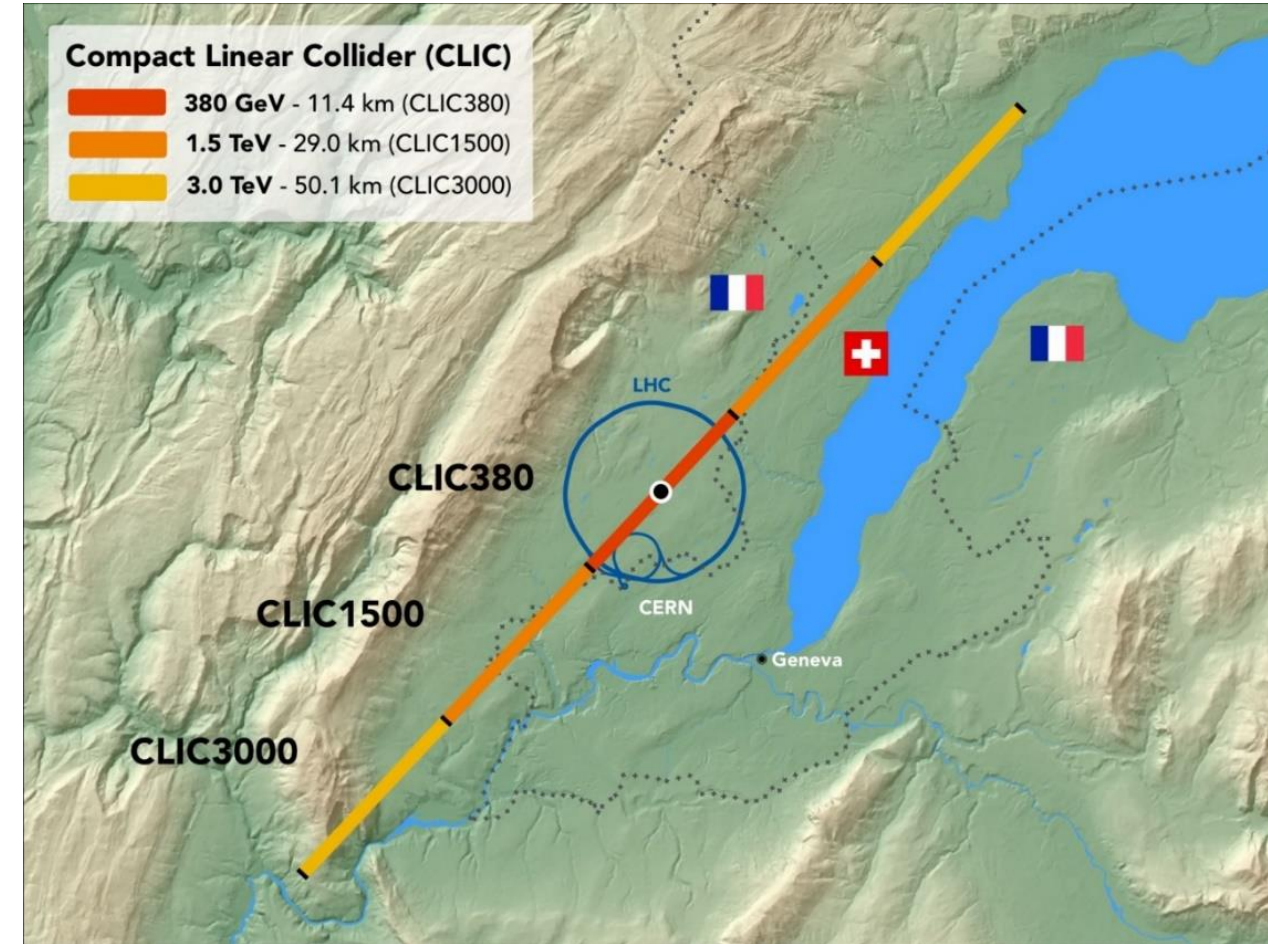 Compact Linear Collider (CLIC)
380 GeV - 11.4 km (CLIC380)
1.5 TeV - 29.0 km (CLIC1500)
3.0 TeV - 50.1 km (CLIC3000)
LHC
CLIC380
CLIC1500
CERN
Geneva
CLIC3000